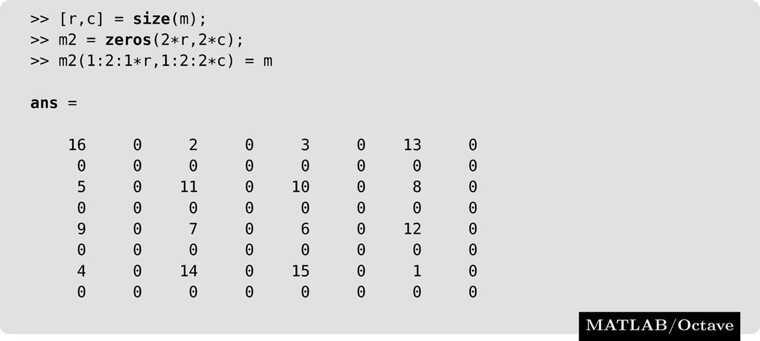 >> [r,c] = size(m);
>> m2 = zeros(2*r,2*c);
>> m2(1:2:1*r,1:2:2*c) = m
ans =
16 0 2 0 3 0 13 0
0 0 0 0 0 0 0 0
5 0 11 0 10 0 8 0
0 0 0 0 0 0 0 0
9 0 7 0 6 0 12 0
0 0 0 0 0 0 0 0
4 0 14 0 15 0 1 0
0 0 0 0 0 0 0 0
MATLAB/Octave